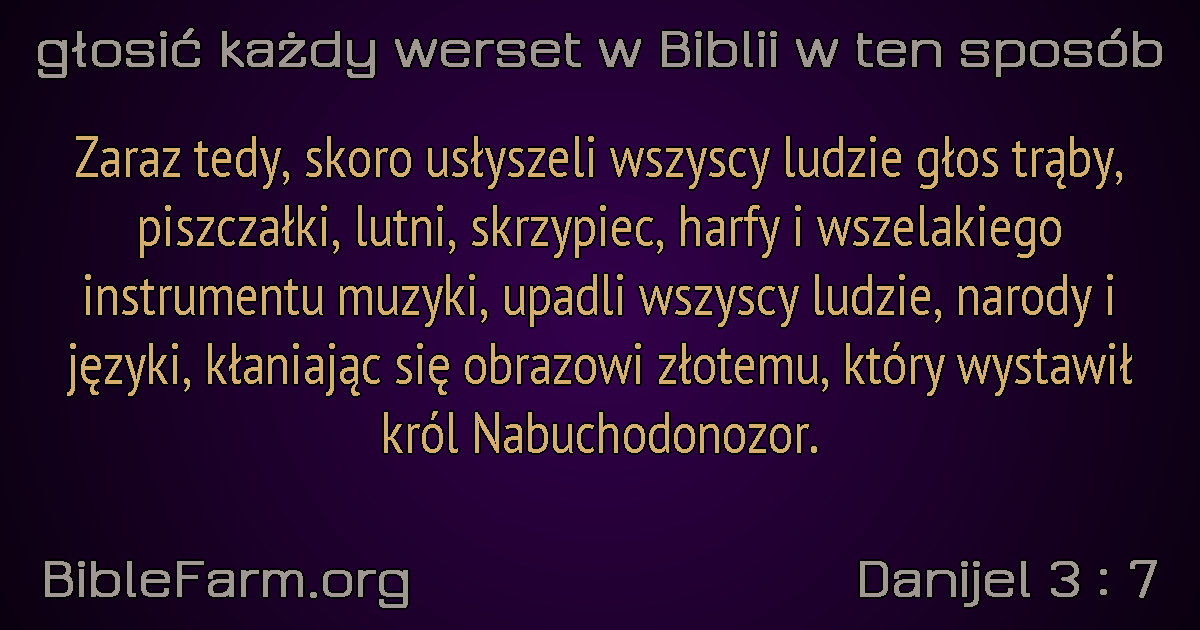 głosić każdy werset w Biblii w ten sposób
Zaraz tedy, skoro usłyszeli wszyscy ludzie głos trąby,
piszczałki, lutni, skrzypiec, harfy i wszelakiego
instrumentu muzyki, upadli wszyscy ludzie, narody i
języki, kłaniając się obrazowi złotemu, który wystawił
król Nabuchodonozor.
BibleFarm.org
Danijel 3 : 7